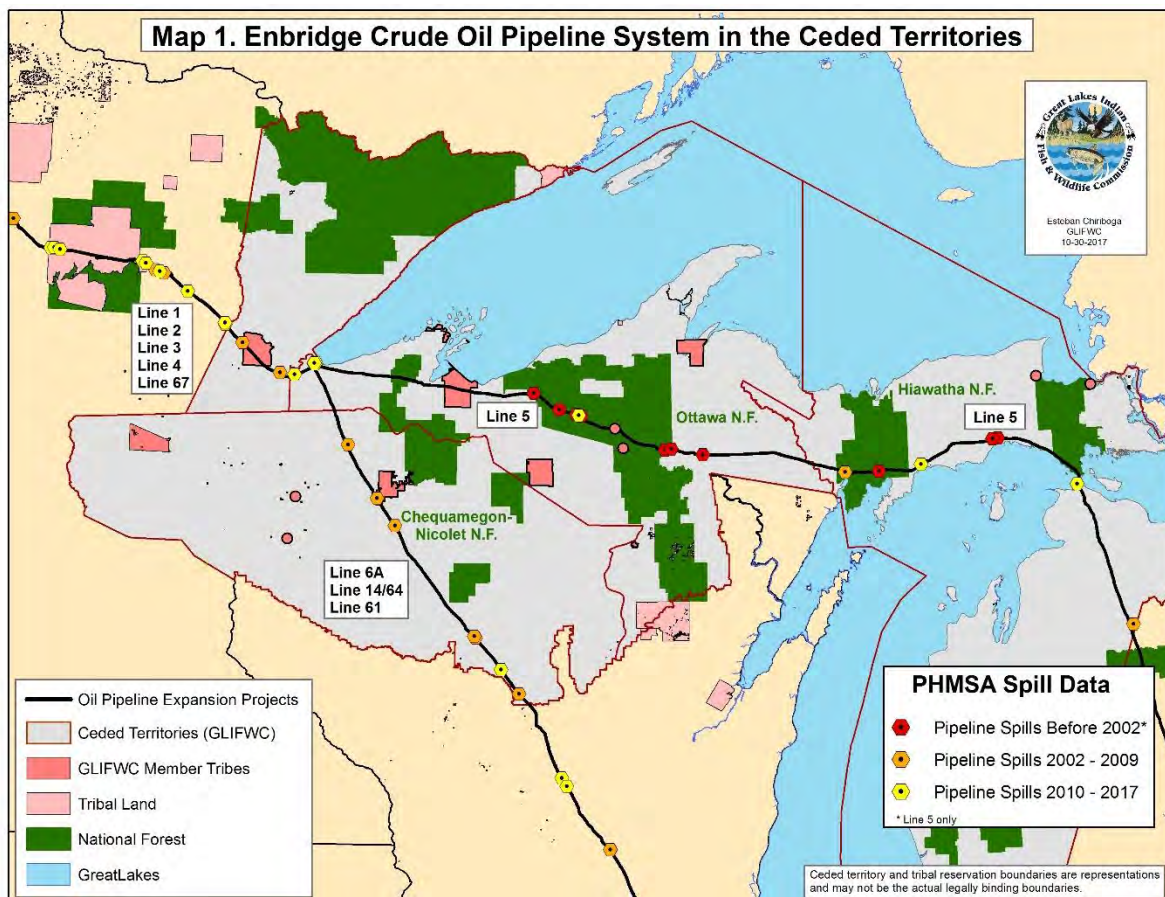 Map 1. Enbridge Crude Oil Pipeline System in the Ceded Territories
Great Lakes Indian
Fish & Wildlife Commission
Esteban Chiriboga
GLIFWC
10-30-2017
Line 1
Line 2
Line 3
Line 4
Line 67
Line 5
Ottawa N.F.
Hiawatha N.F.
Line 5
Chequamegon-
Nicolet N.F.
Line 6A
Line 14/64
Line 61
Oil Pipeline Expansion Projects
Ceded Territories (GLIFWC)
GLIFWC Member Tribes
Tribal Land
National Forest
GreatLakes
PHMSA Spill Data
Pipeline Spills Before 2002*
Pipeline Spills 2002 - 2009
Pipeline Spills 2010 - 2017
* Line 5 only
Ceded territory and tribal reservation boundaries are representations
and may not be the actual legally binding boundaries.